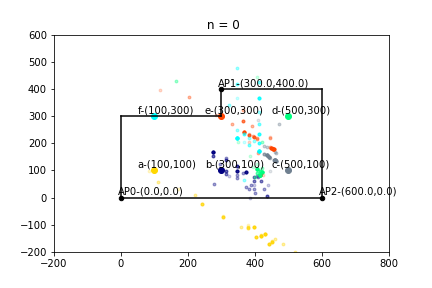 n = 0
600
500
400
300
200
100
0
−100
−200
AP1-(300.0,400.0)
f-(100,300)
e-(300,300)
d-(500,300)
a-(100,100)
b-(300,100)
c-(500,100)
AP0-(0.0,0.0)
AP2-(600.0,0.0)
−200
0
200
400
600
800